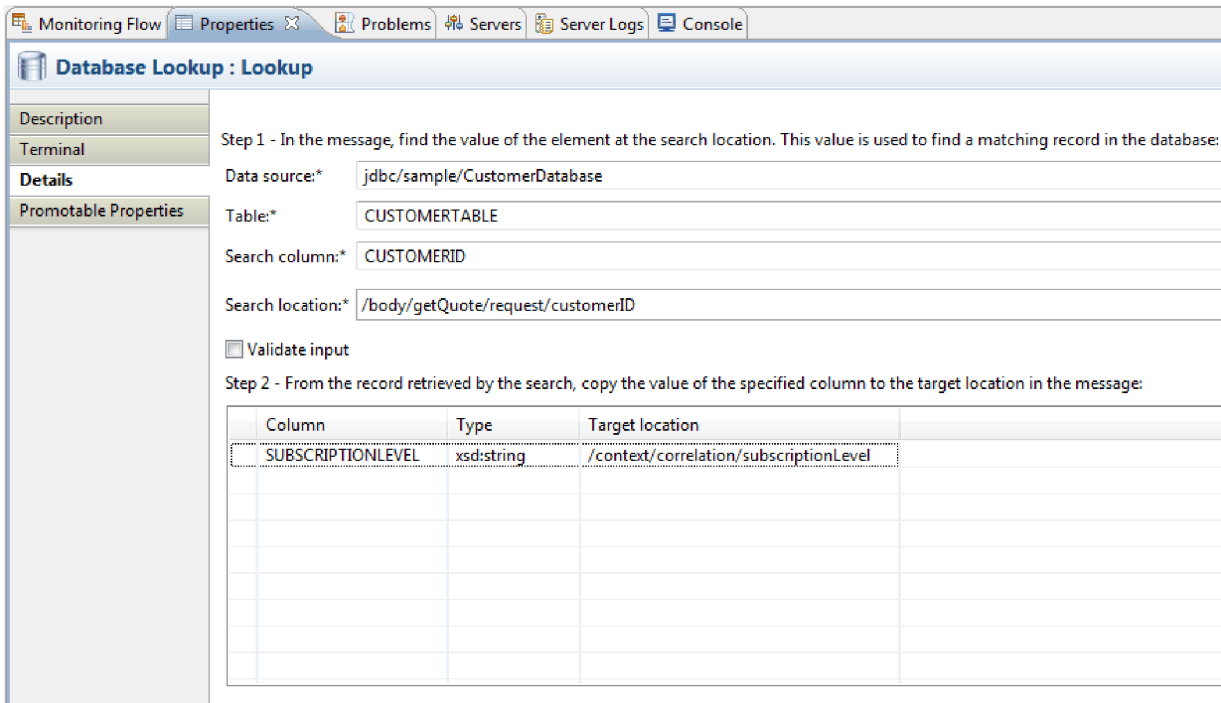 Monitoring Flow Properties Problems Servers Server Logs Console
Database Lookup : Lookup
Description
Terminal
Details
Promotable Properties
Step 1 - In the message, find the value of the element at the search location. This value is used to find a matching record in the database:
Data source:* jdbc/sample/CustomerDatabase
Table:* CUSTOMERTABLE
Search column:* CUSTOMERID
Search location:* /body/getQuote/request/customerID
Validate input
Step 2 - From the record retrieved by the search, copy the value of the specified column to the target location in the message:
Column Type Target location
SUBSCRIPTIONLEVEL xsd:string /context/correlation/subscriptionLevel